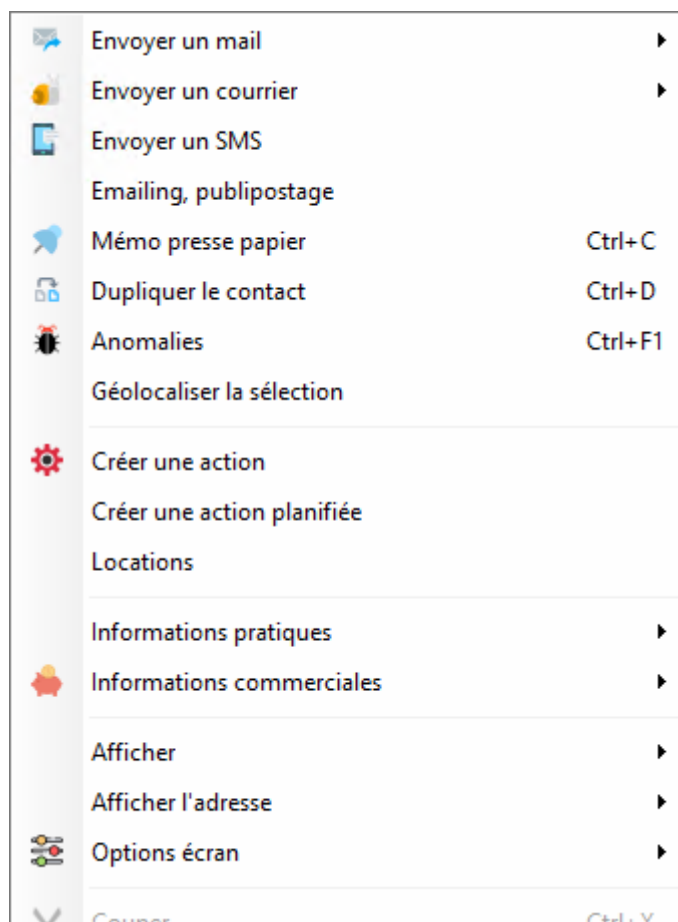 Envoyer un mail
Envoyer un courrier
Envoyer un SMS
Emailing, publipostage
Mémo presse papier Ctrl+C
Dupliquer le contact Ctrl+D
Anomalies Ctrl+F1
Géolocaliser la sélection
Créer une action
Créer une action planifiée
Locations
Informations pratiques
Informations commerciales
Afficher
Afficher l'adresse
Options écran
Couper Ctrl+X